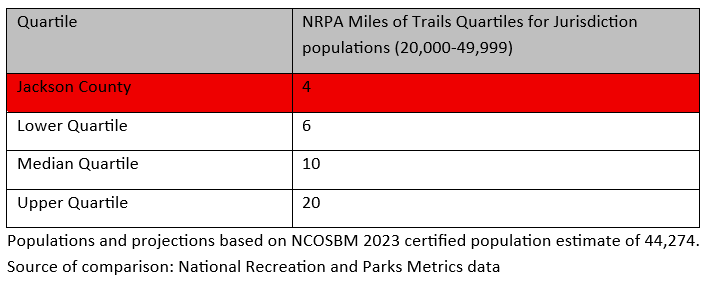 Quartile NRPA Miles of Trails Quartiles for Jurisdiction
populations (20,000-49,999)
Jackson County 4
Lower Quartile 6
Median Quartile 10
Upper Quartile 20
Populations and projections based on NCOSBM 2023 certified population estimate of 44,274.
Source of comparison: National Recreation and Parks Metrics data